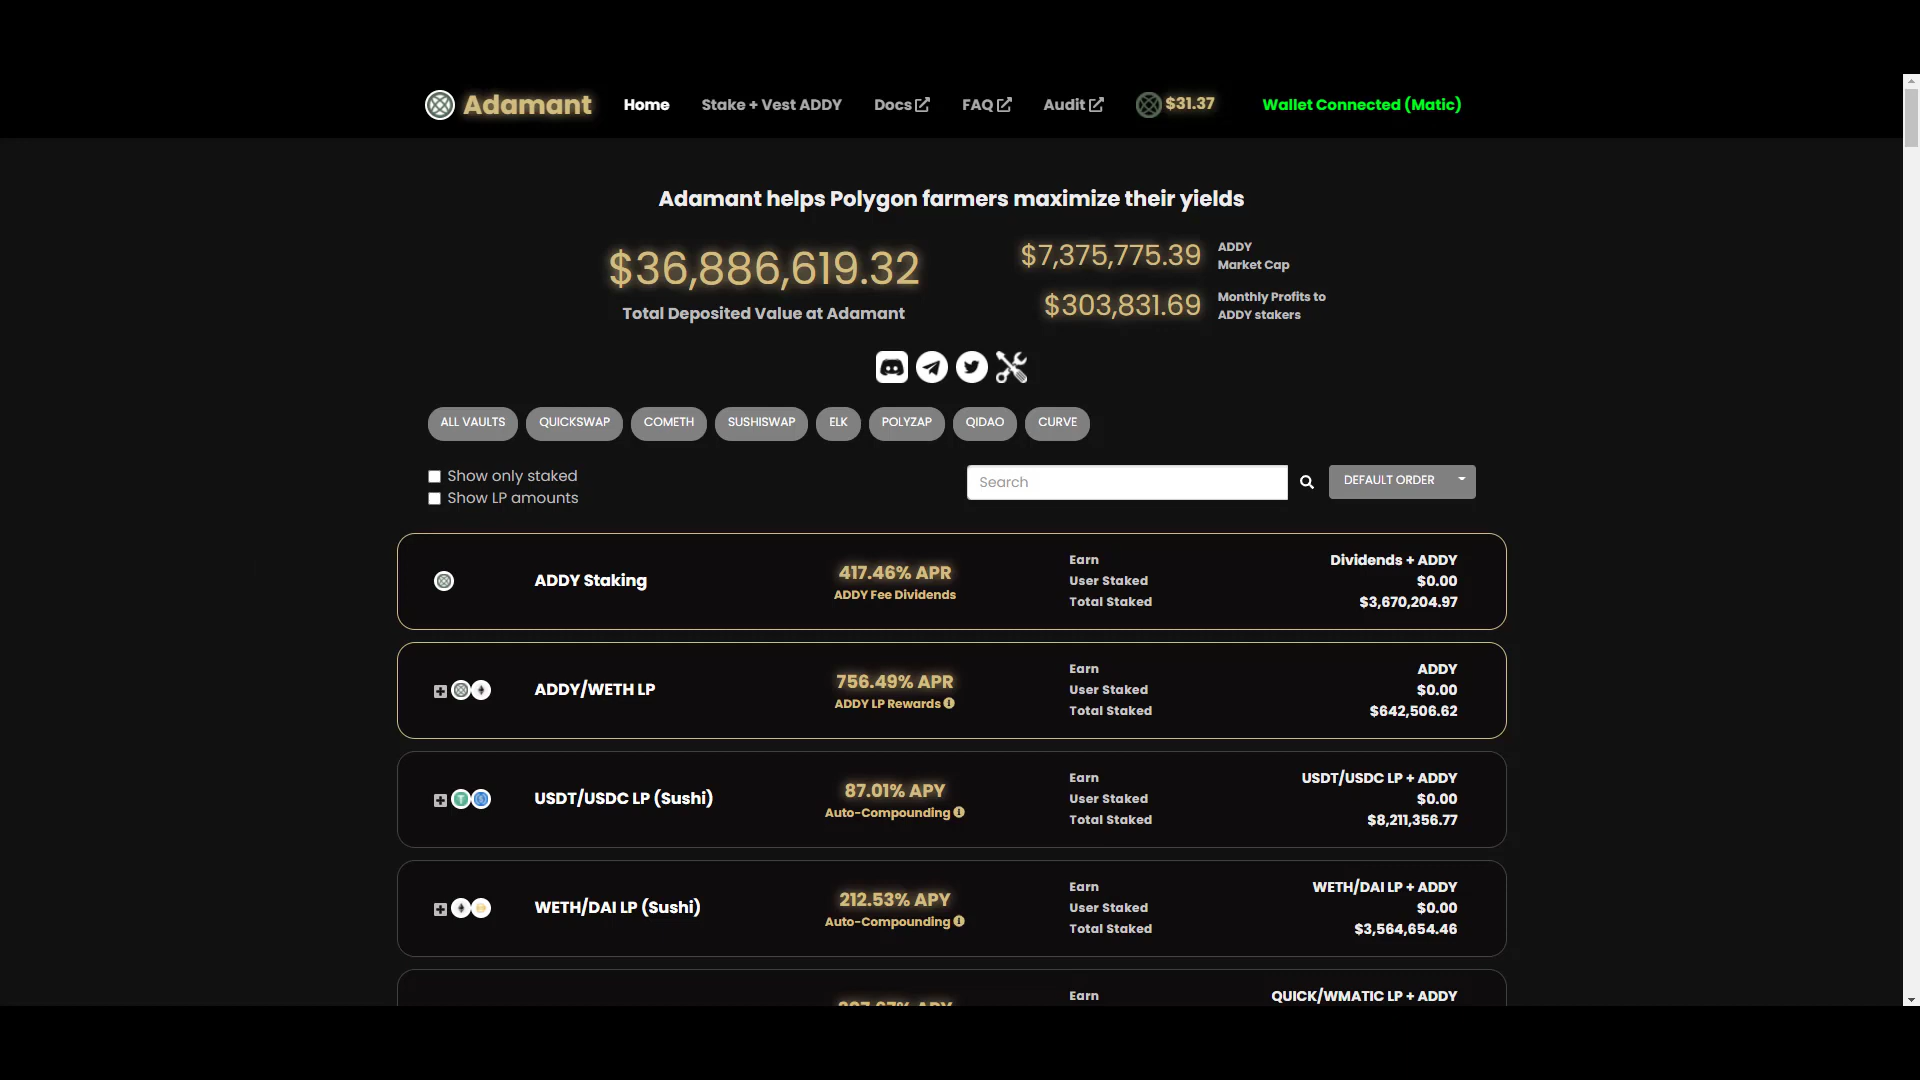 Adamant Home Stake + Vest ADDY Docs FAQ Audit $31.37 Wallet Connected (Matic)
Adamant helps Polygon farmers maximize their yields
$36,886,619.32
Total Deposited Value at Adamant
$7,375,775.39
ADDY
Market Cap
$303,831.69
Monthly Profits to
ADDY stakers
ALL VAULTS QUICKSWAP COMETH SUSHISWAP ELK POLYZAP QIDAO CURVE
Show only staked
Show LP amounts
Search
DEFAULT ORDER
ADDY Staking
417.46% APR
ADDY Fee Dividends
Earn Dividends + ADDY
User Staked $0.00
Total Staked $3,670,204.97
ADDY/WETH LP
756.49% APR
ADDY LP Rewards
Earn ADDY
User Staked $0.00
Total Staked $642,506.62
USDT/USDC LP (Sushi)
87.01% APY
Auto-Compounding
Earn USDT/USDC LP + ADDY
User Staked $0.00
Total Staked $8,211,356.77
WETH/DAI LP (Sushi)
212.53% APY
Auto-Compounding
Earn WETH/DAI LP + ADDY
User Staked $0.00
Total Staked $3,564,654.46
Earn QUICK/WMATIC LP + ADDY